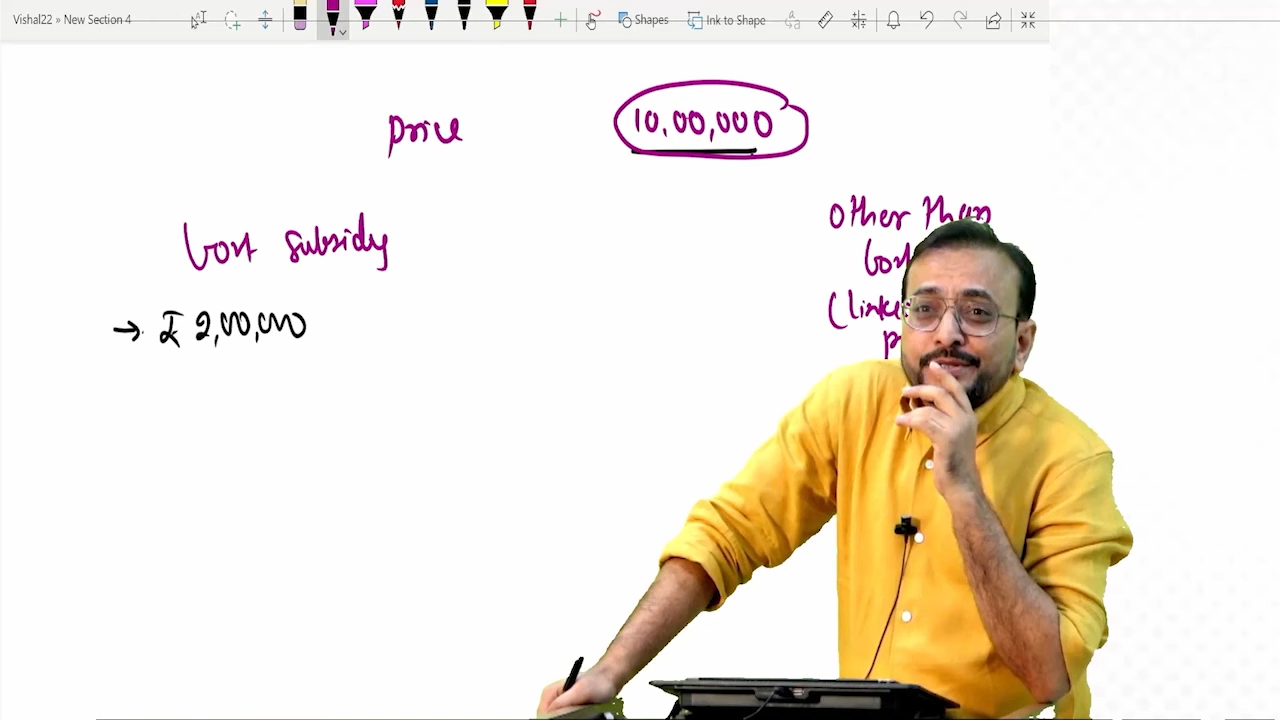 Vishal22 » New Section 4
Shapes
Ink to Shape
Price 10,00,000
Govt subsidy
Other than
Govt
(linke
p
→ ₹ 2,00,000